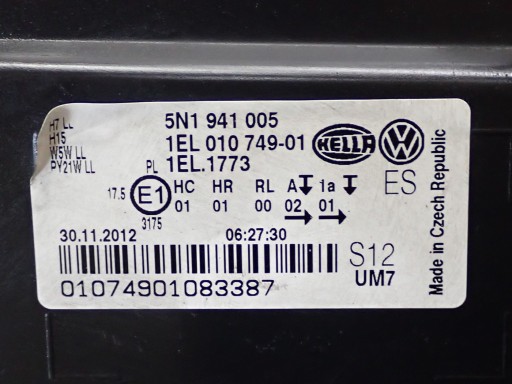 H7 LL
H15
W5W LL
PY21W LL
5N1 941 005
1EL 010 749-01
1EL.1773
HELLA
VW
ES
17.5
E1
PL
3175
HC HR RL A 1a
01 01 00 02 01
30.11.2012 06:27:30
01074901083387
S12
UM7
Made in Czech Republic